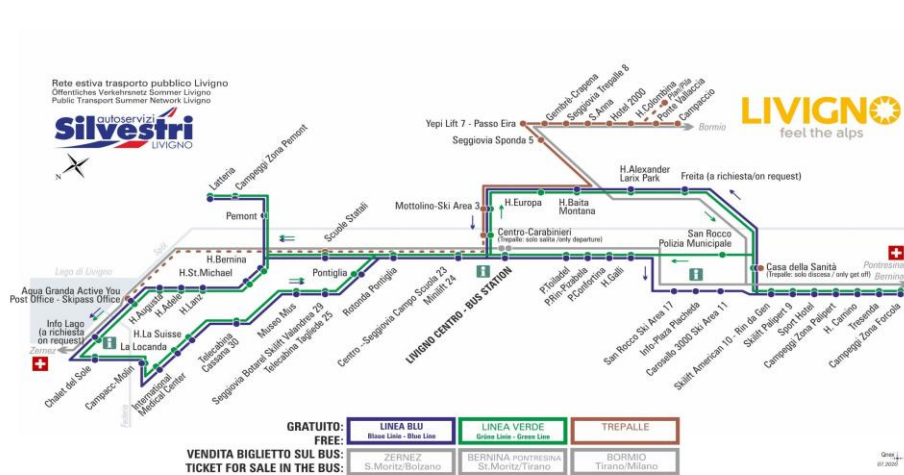 Rete estiva trasporto pubblico Livigno
Öffentliches Verkehrsnetz Sommer Livigno
Public Transport Summer Network Livigno
autoservizi
Silvestri
LIVIGNO
N
LIVIGNO
feel the alps
Gembrè-Crapena
Seggiovia Trepalle 8
S.Anna
Hotel 2000
H.Colombina
Plan/Pila
Ponte Vallaccia
Campaccio
Bormio
Yepi Lift 7 - Passo Eira
Seggiovia Sponda 5
H.Alexander
Larix Park
Freita (a richiesta/on request)
Latteria
Campeggi Zona Pemont
Pemont
Scuole Statali
Mottolino-Ski Area 3
H.Europa
H.Baita
Montana
Centro-Carabinieri
(Trepalle: solo salita /only departure)
San Rocco
Polizia Municipale
Pontresina
Bernina
Casa della Sanità
(Trepalle: solo discesa / only get off)
H.Bernina
H.St.Michael
Lago di Livigno
Aqua Granda Active You
Post Office - Skipass Office
H.Augusta
H.Adele
H.Lanz
Pontiglia
Rotonda Pontiglia
Centro -Seggiovia Campo Scuola 23
Minilift 24
LIVIGNO CENTRO - BUS STATION
P.Toiladel
P.Rin-Pizabela
P.Confortina
H.Galli
San Rocco Ski Area 17
Info-Plaza Placheda
Carosello 3000 Ski Area 11
Skilift American 10 - Rin da Gen
Skilift Palipert 9
Sport Hotel
Campeggi Zona Palipert
H. Camino
Tresenda
Campeggi Zona Forcola
Info Lago
(a richiesta
on request)
Zernez
Chalet del Sole
H.La Suisse
La Locanda
Campacc-Molin
International
Medical Center
Telecabina
Cassana 30
Museo Mus
Seggiovia Botarel Skilift Valandrea 29
Telecabina Tagliede 25
GRATUITO:
FREE:
LINEA BLU
Blaue Linie - Blue Line
LINEA VERDE
Grüne Linie - Green Line
TREPALLE
VENDITA BIGLIETTO SUL BUS:
TICKET FOR SALE IN THE BUS:
ZERNEZ
S.Moritz/Bolzano
BERNINA PONTRESINA
St.Moritz/Tirano
BORMIO
Tirano/Milano
07.2020